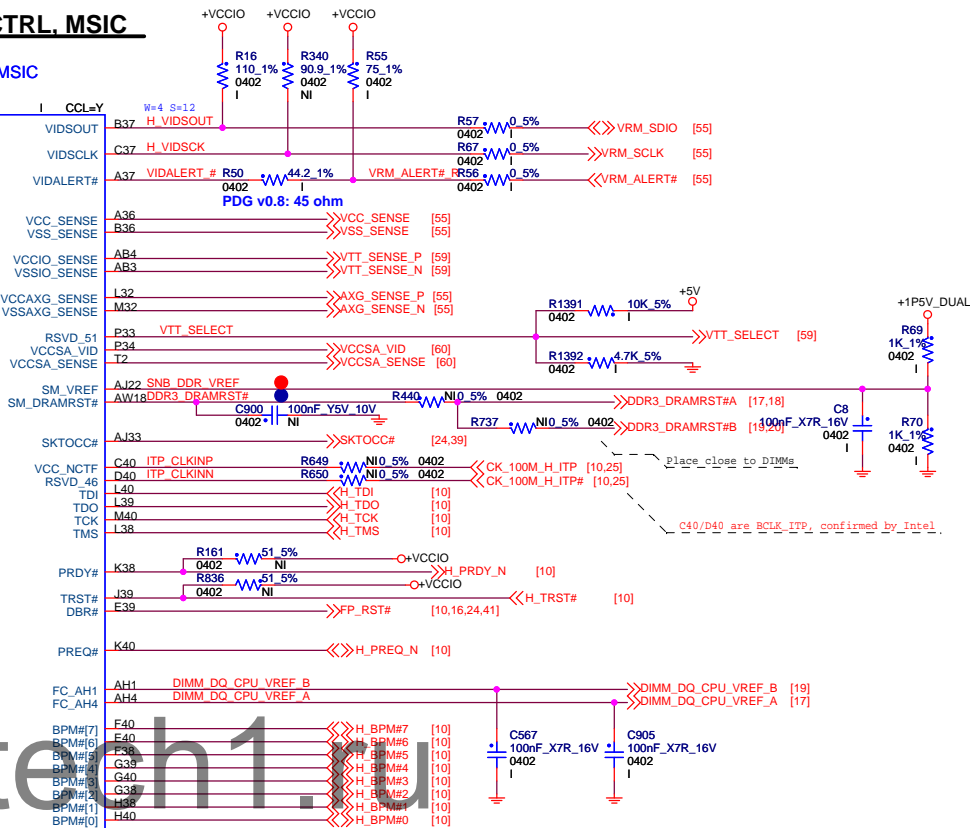 CTRL, MSIC
+VCCIO +VCCIO +VCCIO
MSIC
R16 110_1% 0402 I
R340 90.9_1% 0402 NI
R55 75_1% 0402 I
I CCL=Y
W=4 S=12
VIDSOUT B37 H_VIDSOUT R57 0_5% 0402 I VRM_SDIO [55]
VIDSCLK C37 H_VIDSCK R67 0_5% 0402 I VRM_SCLK [55]
VIDALERT# A37 VIDALERT_# R50 44.2_1% 0402 I VRM_ALERT#_R R56 0_5% 0402 I VRM_ALERT# [55]
PDG v0.8: 45 ohm
VCC_SENSE A36 VCC_SENSE [55]
VSS_SENSE B36 VSS_SENSE [55]
VCCIO_SENSE AB4 VTT_SENSE_P [59]
VSSIO_SENSE AB3 VTT_SENSE_N [59]
VCCAXG_SENSE L32 AXG_SENSE_P [55]
VSSAXG_SENSE M32 AXG_SENSE_N [55]
+5V
R1391 10K_5% 0402 I
+1P5V_DUAL
RSVD_51 P33 VTT_SELECT VTT_SELECT [59]
R69 1K_1% 0402 I
VCCSA_VID P34 VCCSA_VID [60]
VCCSA_SENSE T2 VCCSA_SENSE [60]
R1392 4.7K_5% 0402 I
SM_VREF AJ22 SNB_DDR_VREF
SM_DRAMRST# AW18 DDR3_DRAMRST# R440 NI 0_5% 0402 DDR3_DRAMRST#A [17,18]
C900 100nF_Y5V_10V 0402 NI
R737 NI 0_5% 0402 DDR3_DRAMRST#B [19,20]
C8 100nF_X7R_16V 0402 I
R70 1K_1% 0402 I
SKTOCC# AJ33 SKTOCC# [24,39]
Place close to DIMMs
VCC_NCTF C40 ITP_CLKINP R649 NI 0_5% 0402 CK_100M_H_ITP [10,25]
RSVD_46 D40 ITP_CLKINN R650 NI 0_5% 0402 CK_100M_H_ITP# [10,25]
TDI L40 H_TDI [10]
TDO L39 H_TDO [10]
TCK M40 H_TCK [10]
TMS L38 H_TMS [10]
C40/D40 are BCLK_ITP, confirmed by Intel
R161 51_5% 0402 NI +VCCIO
PRDY# K38 H_PRDY_N [10]
R836 51_5% 0402 NI +VCCIO
TRST# J39 H_TRST# [10]
DBR# E39 FP_RST# [10,16,24,41]
PREQ# K40 H_PREQ_N [10]
FC_AH1 AH1 DIMM_DQ_CPU_VREF_B DIMM_DQ_CPU_VREF_B [19]
FC_AH4 AH4 DIMM_DQ_CPU_VREF_A DIMM_DQ_CPU_VREF_A [17]
C567 100nF_X7R_16V 0402 I
C905 100nF_X7R_16V 0402 I
BPM#[7] F40 H_BPM#7 [10]
BPM#[6] E40 H_BPM#6 [10]
BPM#[5] F38 H_BPM#5 [10]
BPM#[4] G39 H_BPM#4 [10]
BPM#[3] G40 H_BPM#3 [10]
BPM#[2] G38 H_BPM#2 [10]
BPM#[1] H38 H_BPM#1 [10]
BPM#[0] H40 H_BPM#0 [10]
tech1.ru